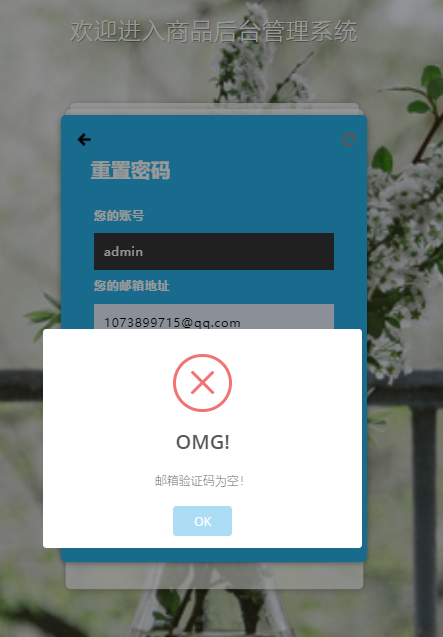 欢迎进入商品后台管理系统
重置密码
您的账号
admin
您的邮箱地址
1073899715@qq.com
OMG!
邮箱验证码为空!
OK